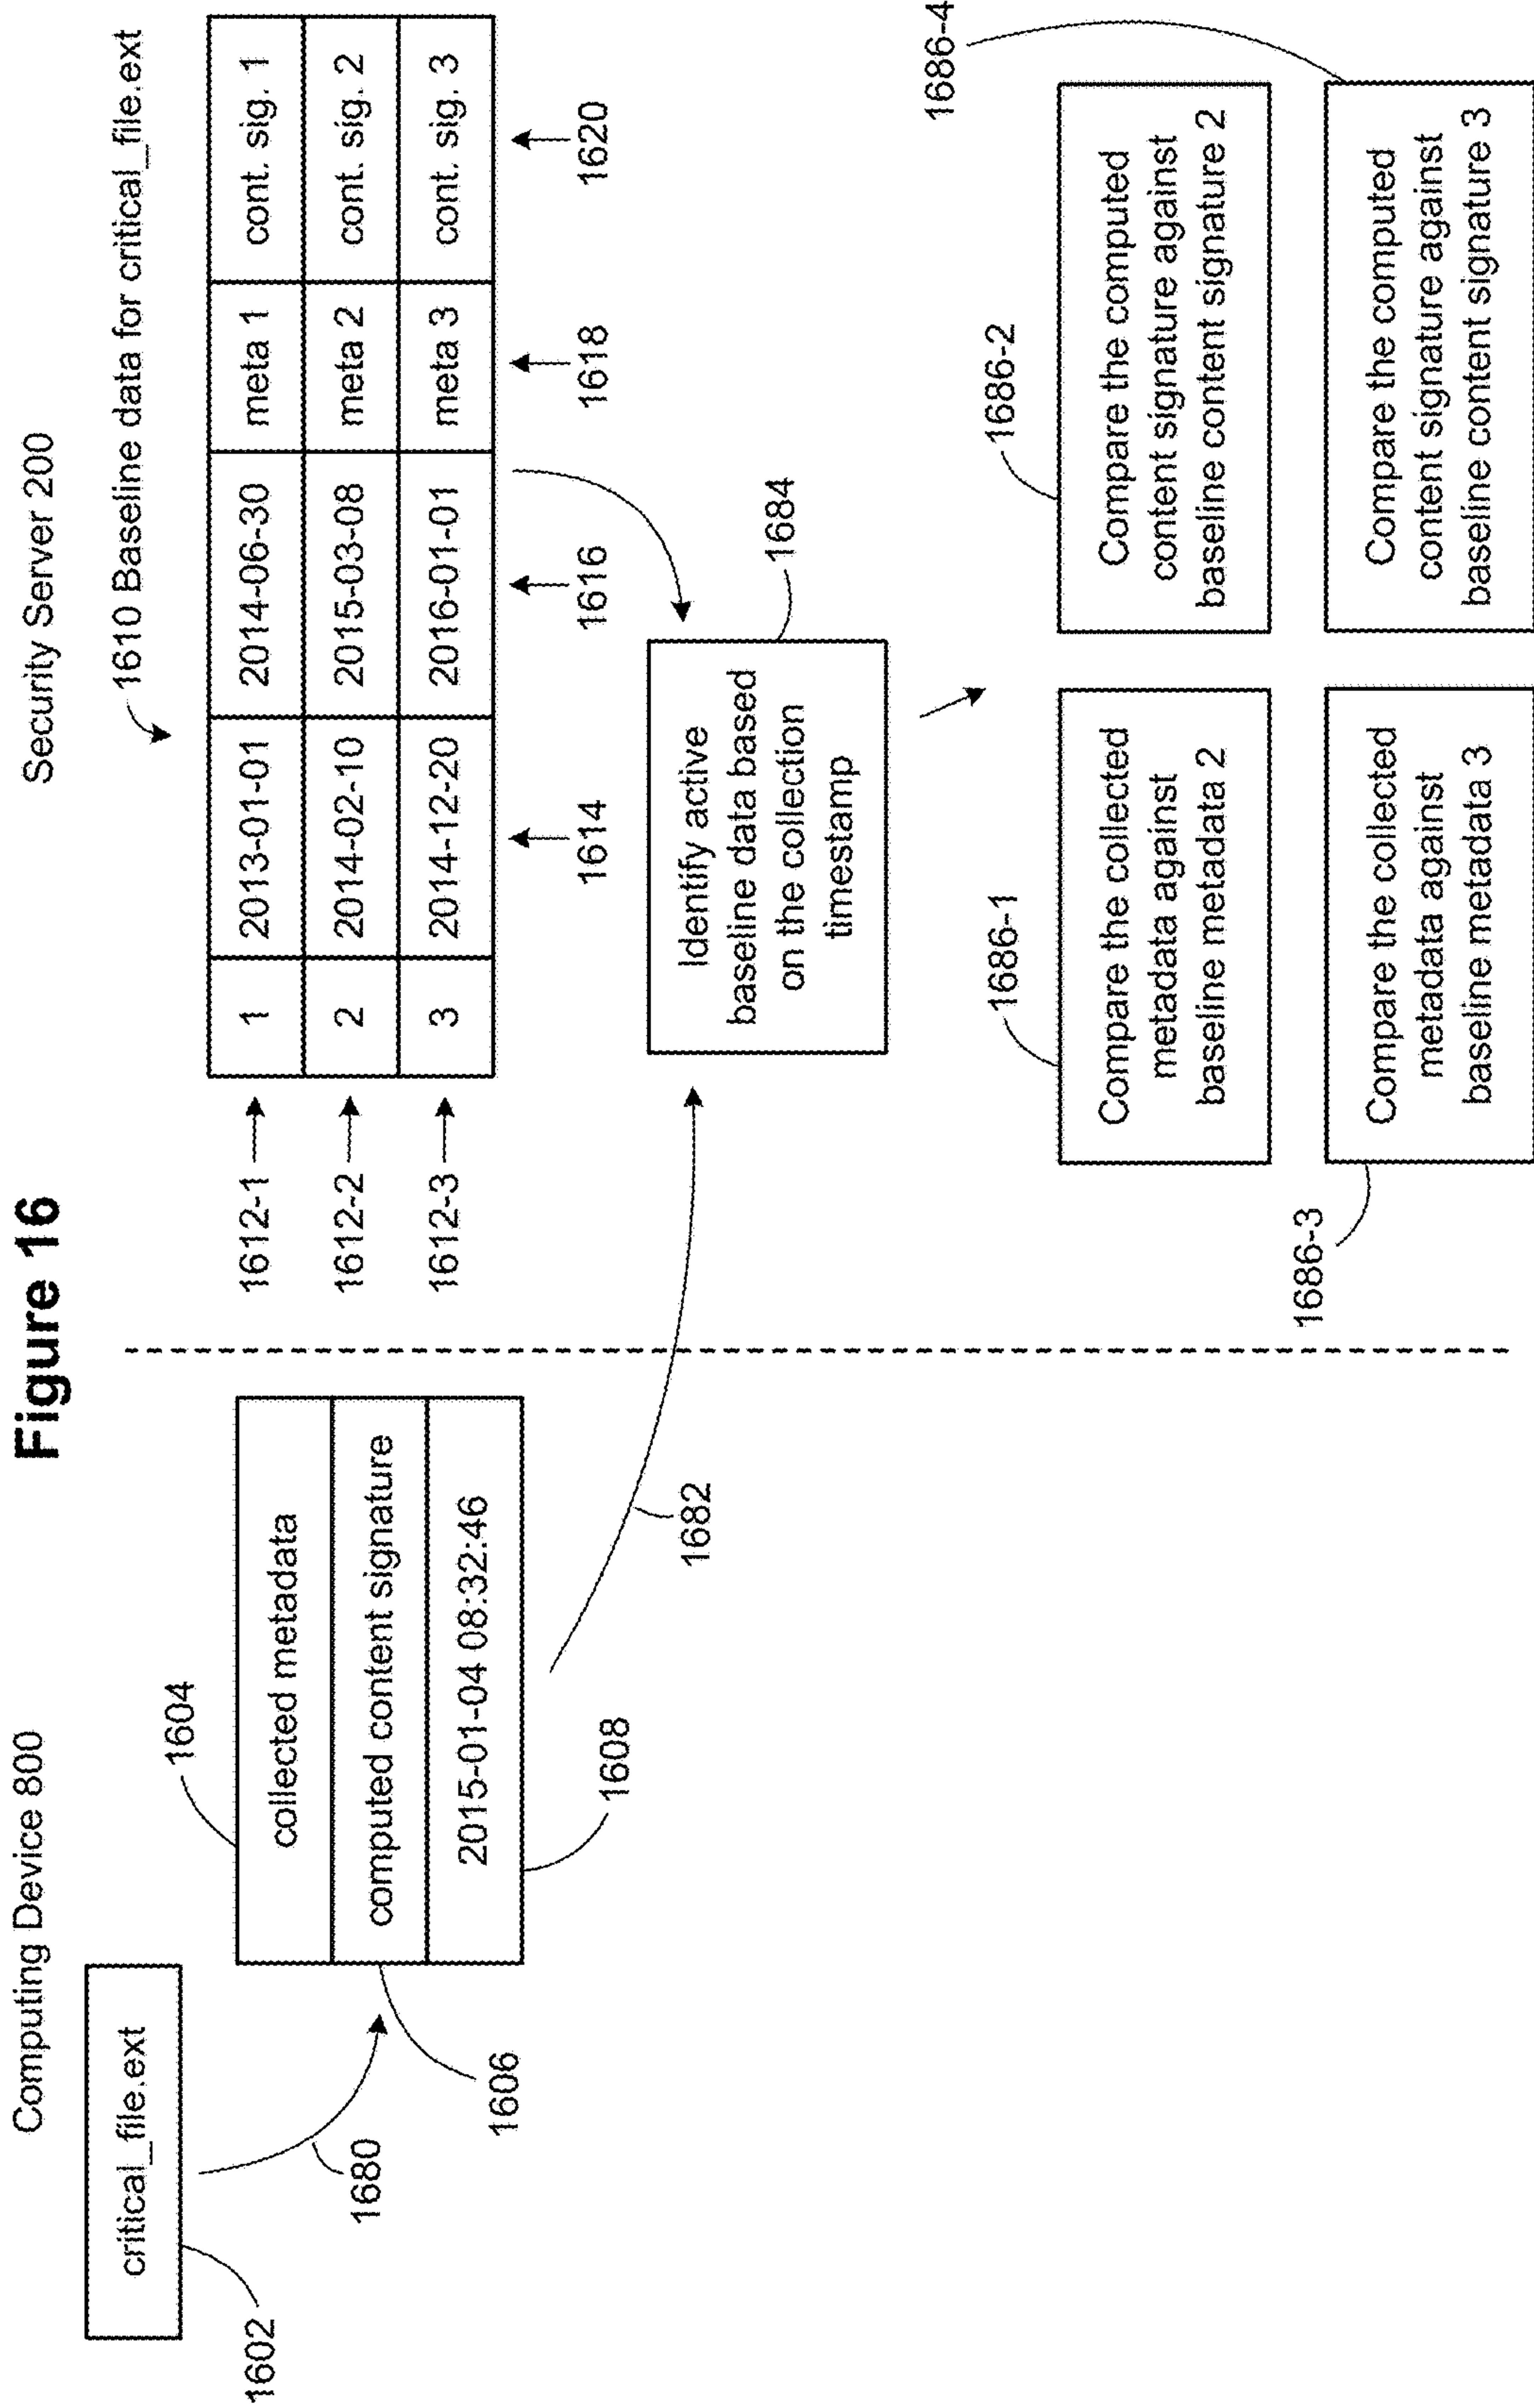 Figure 16
Computing Device 800
critical_file.ext
1602
1680
1604
collected metadata
computed content signature
2015-01-04 08:32:46
1606
1608
1682
Security Server 200
1610 Baseline data for critical_file.ext
1612-1
1 2013-01-01 2014-06-30 meta 1 cont. sig. 1
1612-2
2 2014-02-10 2015-03-08 meta 2 cont. sig. 2
1612-3
3 2014-12-20 2016-01-01 meta 3 cont. sig. 3
1614 1616 1618 1620
Identify active
baseline data based
on the collection
timestamp
1684
1686-1
Compare the collected
metadata against
baseline metadata 2
1686-2
Compare the computed
content signature against
baseline content signature 2
1686-3
Compare the collected
metadata against
baseline metadata 3
1686-4
Compare the computed
content signature against
baseline content signature 3